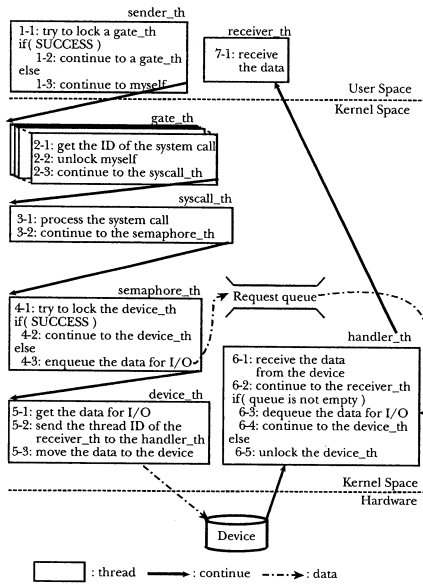 sender_th
1-1: try to lock a gate_th
if( SUCCESS )
1-2: continue to a gate_th
else
1-3: continue to myself
receiver_th
7-1: receive
the data
User Space
Kernel Space
gate_th
2-1: get the ID of the system call
2-2: unlock myself
2-3: continue to the syscall_th
syscall_th
3-1: process the system call
3-2: continue to the semaphore_th
semaphore_th
4-1: try to lock the device_th
if( SUCCESS )
4-2: continue to the device_th
else
4-3: enqueue the data for I/O
Request queue
handler_th
6-1: receive the data
from the device
6-2: continue to the receiver_th
if( queue is not empty )
6-3: dequeue the data for I/O
6-4: continue to the device_th
else
6-5: unlock the device_th
device_th
5-1: get the data for I/O
5-2: send the thread ID of the
receiver_th to the handler_th
5-3: move the data to the device
Kernel Space
Hardware
Device
: thread
: continue
: data